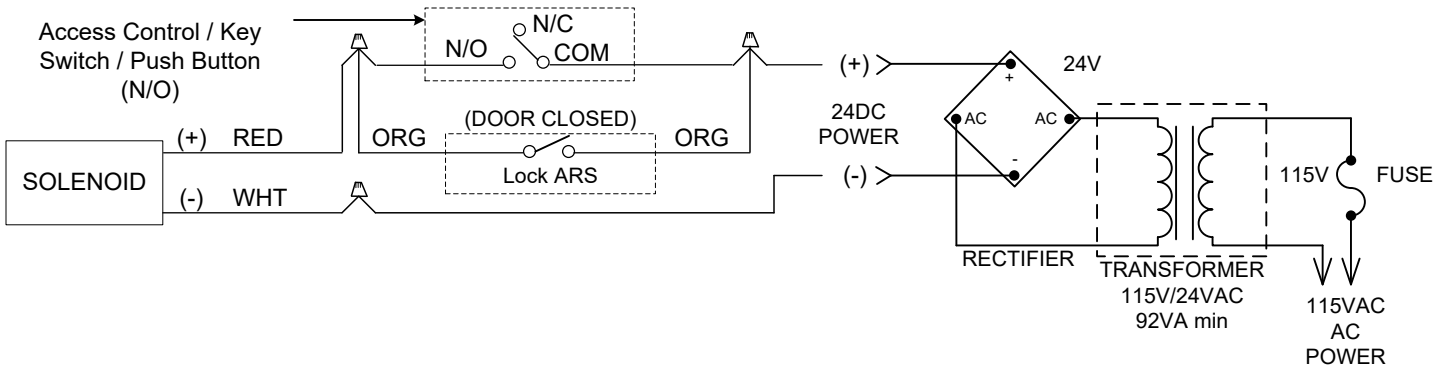 Access Control / Key
Switch / Push Button
(N/O)
N/C
N/O
COM
(DOOR CLOSED)
Lock ARS
ORG
ORG
(+) RED
SOLENOID
(-) WHT
(+)
24DC
POWER
(-)
24V
+
AC
AC
-
RECTIFIER
TRANSFORMER
115V/24VAC
92VA min
115V
FUSE
115VAC
AC
POWER